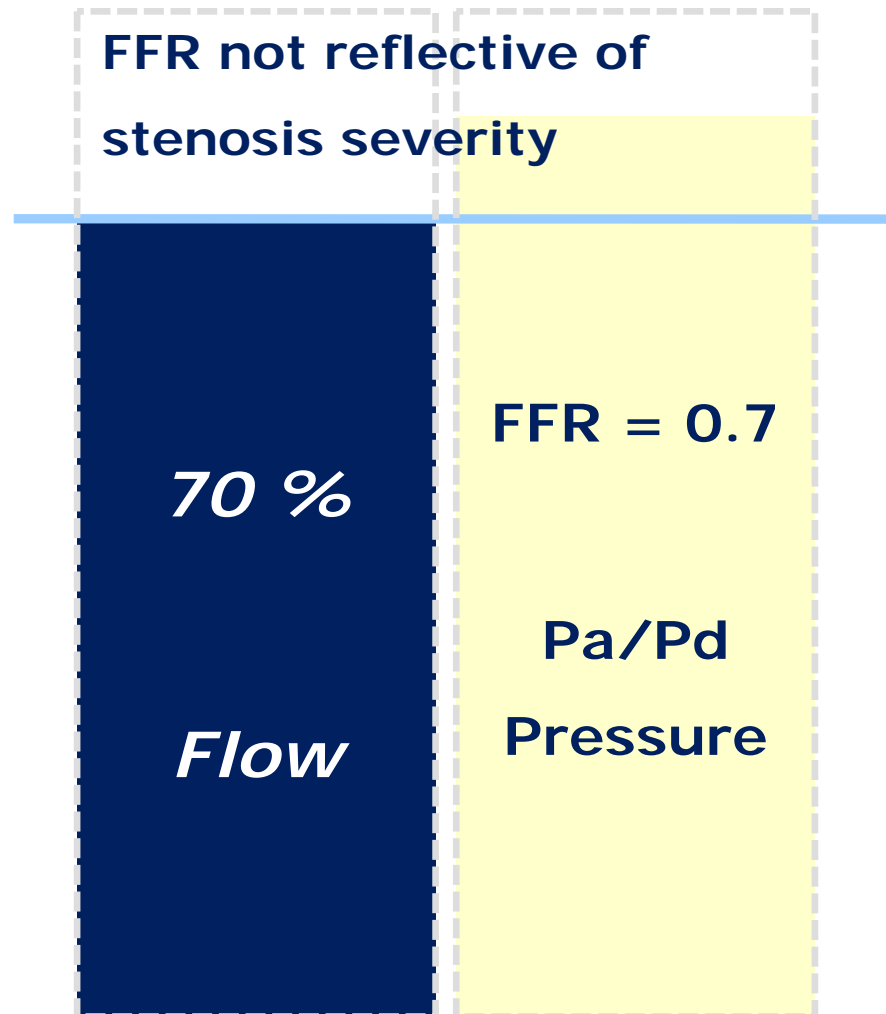 FFR not reflective of
stenosis severity
70 %
Flow
FFR = 0.7
Pa/Pd
Pressure